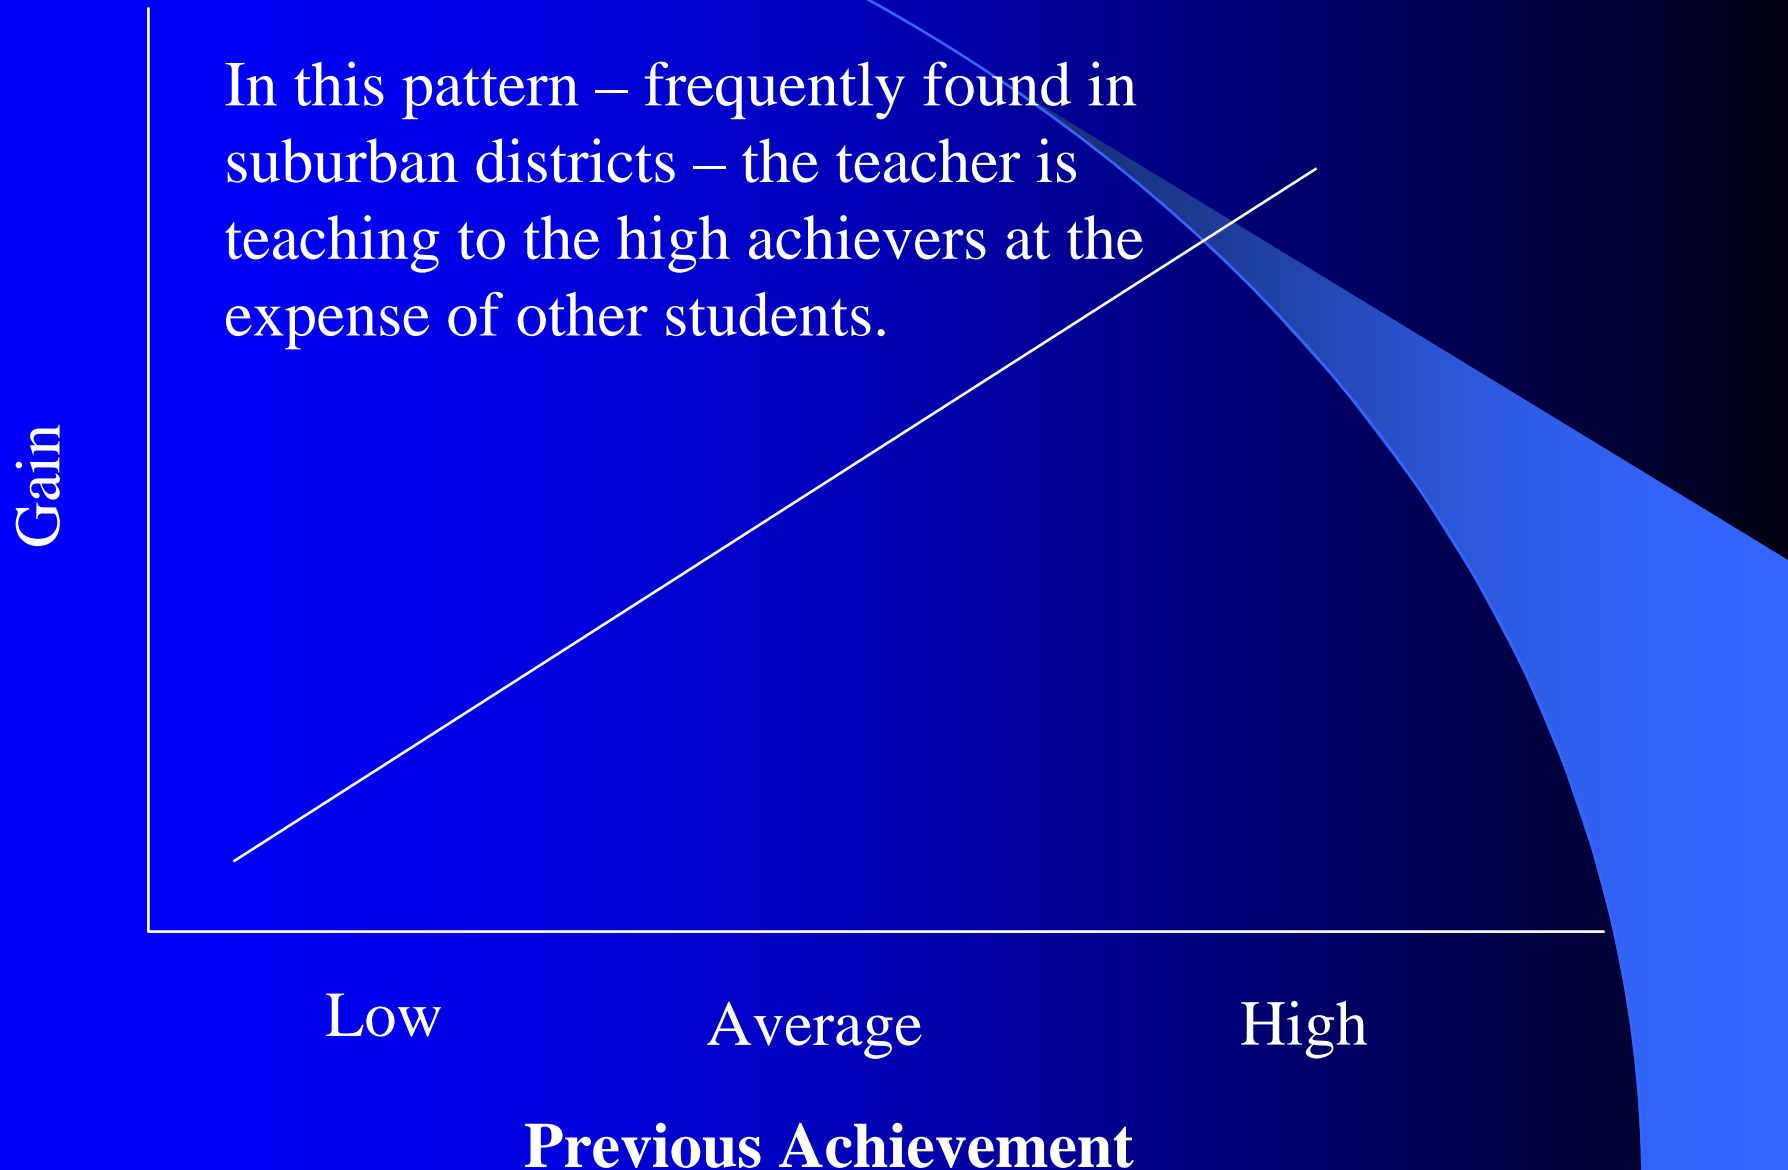 In this pattern – frequently found in
suburban districts – the teacher is
teaching to the high achievers at the
expense of other students.
Gain
Low
Average
High
Previous Achievement